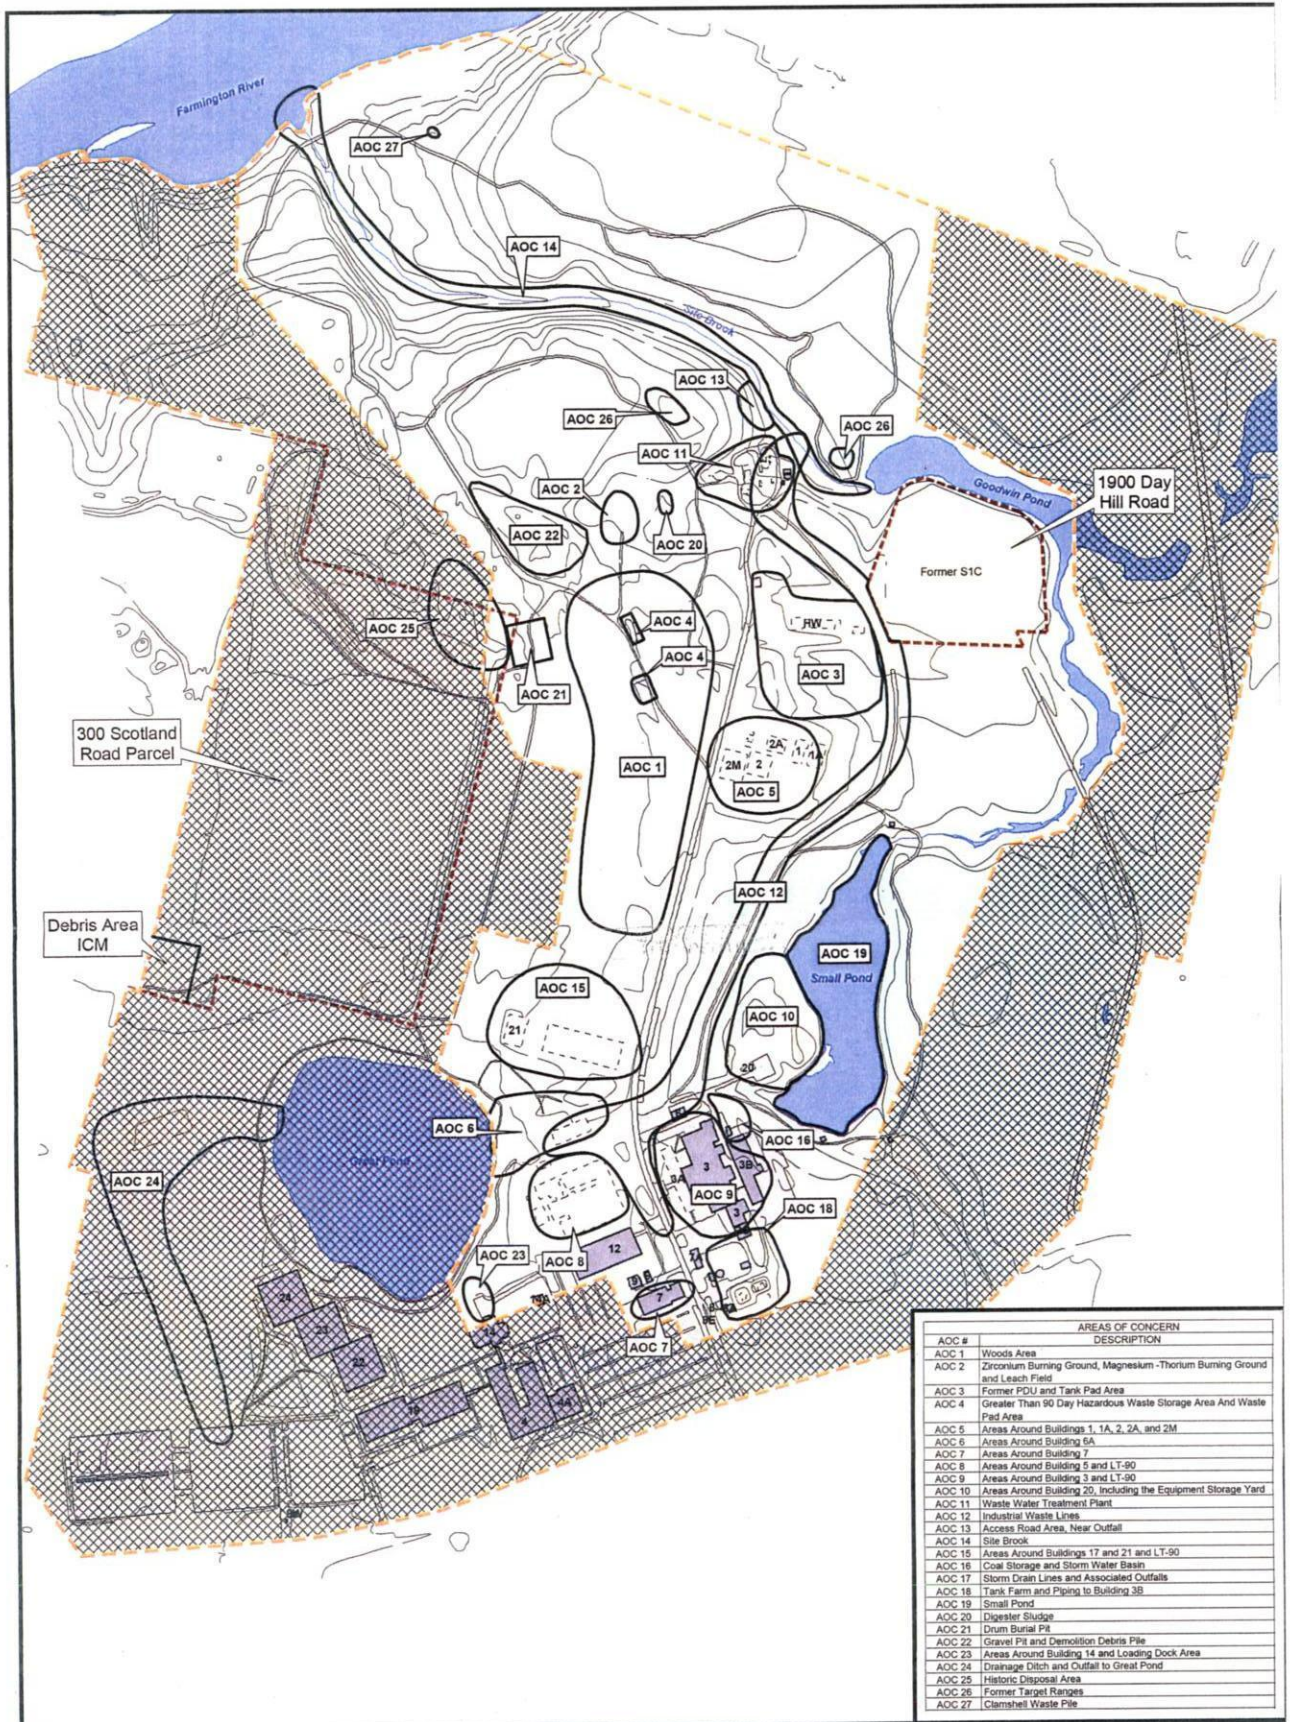 Farmington River
AOC 27
AOC 14
Site Brook
AOC 13
AOC 26
AOC 26
AOC 11
Goodwin Pond
1900 Day
Hill Road
AOC 2
AOC 22
AOC 20
Former S1C
AOC 25
AOC 4
RW
AOC 4
AOC 3
AOC 21
300 Scotland
Road Parcel
2A
1
1A
2M
2
AOC 1
AOC 5
AOC 12
Debris Area
ICM
AOC 19
Small Pond
AOC 15
AOC 10
21
20
AOC 6
AOC 16
Great Pond
3
3B
AOC 24
3A
AOC 9
3
AOC 18
12
AOC 23
AOC 8
24
7
23
14
AOC 7
22
19
4
4A
AREAS OF CONCERN
AOC # DESCRIPTION
AOC 1 Woods Area
AOC 2 Zirconium Burning Ground, Magnesium -Thorium Burning Ground
and Leach Field
AOC 3 Former PDU and Tank Pad Area
AOC 4 Greater Than 90 Day Hazardous Waste Storage Area And Waste
Pad Area
AOC 5 Areas Around Buildings 1, 1A, 2, 2A, and 2M
AOC 6 Areas Around Building 6A
AOC 7 Areas Around Building 7
AOC 8 Areas Around Building 5 and LT-90
AOC 9 Areas Around Building 3 and LT-90
AOC 10 Areas Around Building 20, Including the Equipment Storage Yard
AOC 11 Waste Water Treatment Plant
AOC 12 Industrial Waste Lines
AOC 13 Access Road Area, Near Outfall
AOC 14 Site Brook
AOC 15 Areas Around Buildings 17 and 21 and LT-90
AOC 16 Coal Storage and Storm Water Basin
AOC 17 Storm Drain Lines and Associated Outfalls
AOC 18 Tank Farm and Piping to Building 3B
AOC 19 Small Pond
AOC 20 Digester Sludge
AOC 21 Drum Burial Pit
AOC 22 Gravel Pit and Demolition Debris Pile
AOC 23 Areas Around Building 14 and Loading Dock Area
AOC 24 Drainage Ditch and Outfall to Great Pond
AOC 25 Historic Disposal Area
AOC 26 Former Target Ranges
AOC 27 Clamshell Waste Pile